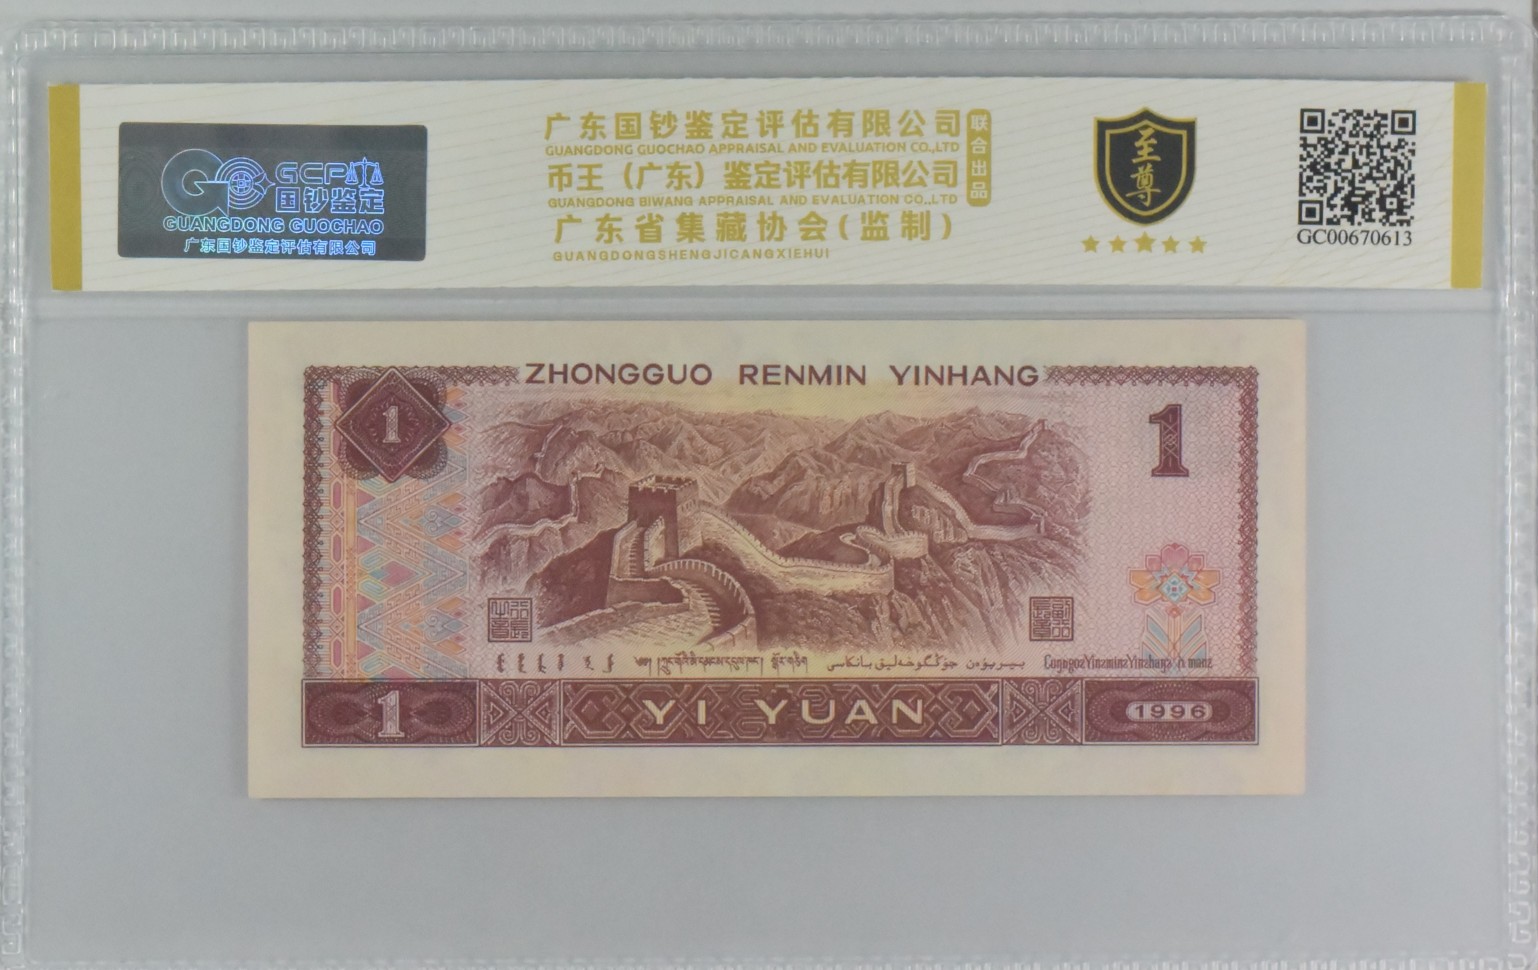 GCP
国钞鉴定
GUANGDONG GUOCHAO
广东国钞鉴定评估有限公司
广东国钞鉴定评估有限公司
GUANGDONG GUOCHAO APPRAISAL AND EVALUATION CO.,LTD
币王（广东）鉴定评估有限公司
GUANGDONG BIWANG APPRAISAL AND EVALUATION CO.,LTD
广东省集藏协会(监制)
GUANGDONGSHENGJICANGXIEHUI
联合出品
至尊
GC00670613
ZHONGGUO RENMIN YINHANG
1
1
1
YI YUAN
1996